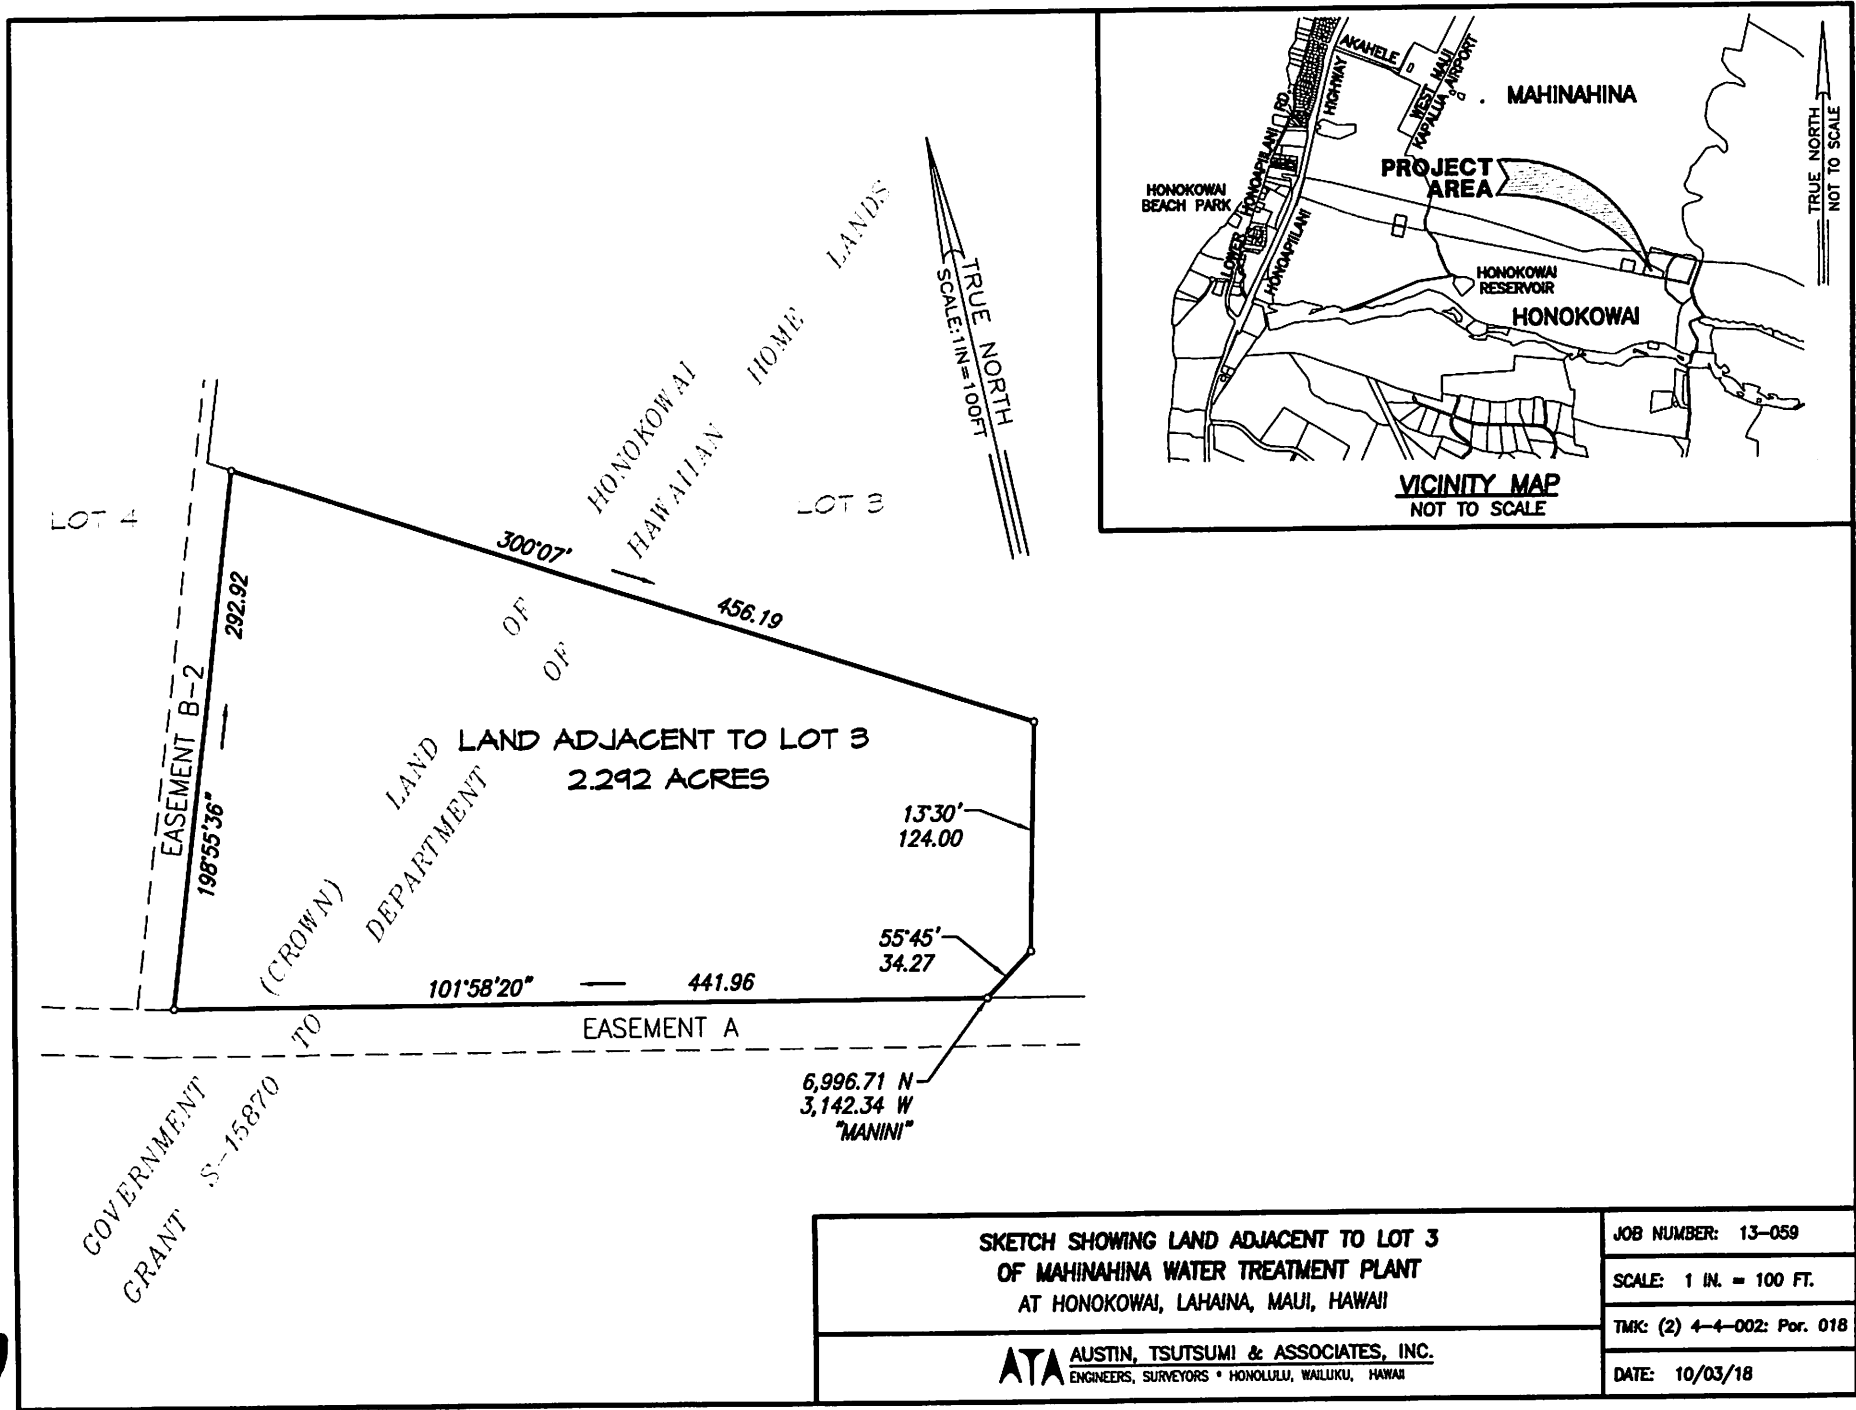 AKAHELE
HIGHWAY
WEST MAUI
KAPALUA AIRPORT
MAHINAHINA
TRUE NORTH
NOT TO SCALE
PROJECT
AREA
HONOKOWAI
BEACH PARK
LOWER HONOAPIILANI RD.
HONOAPIILANI
HONOKOWAI
RESERVOIR
HONOKOWAI
VICINITY MAP
NOT TO SCALE
TRUE NORTH
SCALE:1IN=100FT
LOT 4
LOT 3
300°07'
456.19
292.92
EASEMENT B-2
198°55'36"
LAND ADJACENT TO LOT 3
2.292 ACRES
13°30'
124.00
55°45'
34.27
101°58'20"
441.96
EASEMENT A
6,996.71 N
3,142.34 W
"MANINI"
GOVERNMENT (CROWN) LAND OF HONOKOWAI
GRANT S-15870 TO DEPARTMENT OF HAWAIIAN HOME LANDS
SKETCH SHOWING LAND ADJACENT TO LOT 3
OF MAHINAHINA WATER TREATMENT PLANT
AT HONOKOWAI, LAHAINA, MAUI, HAWAII
ATA AUSTIN, TSUTSUMI & ASSOCIATES, INC.
ENGINEERS, SURVEYORS • HONOLULU, WAILUKU, HAWAII
JOB NUMBER: 13-059
SCALE: 1 IN. = 100 FT.
TMK: (2) 4-4-002: Por. 018
DATE: 10/03/18